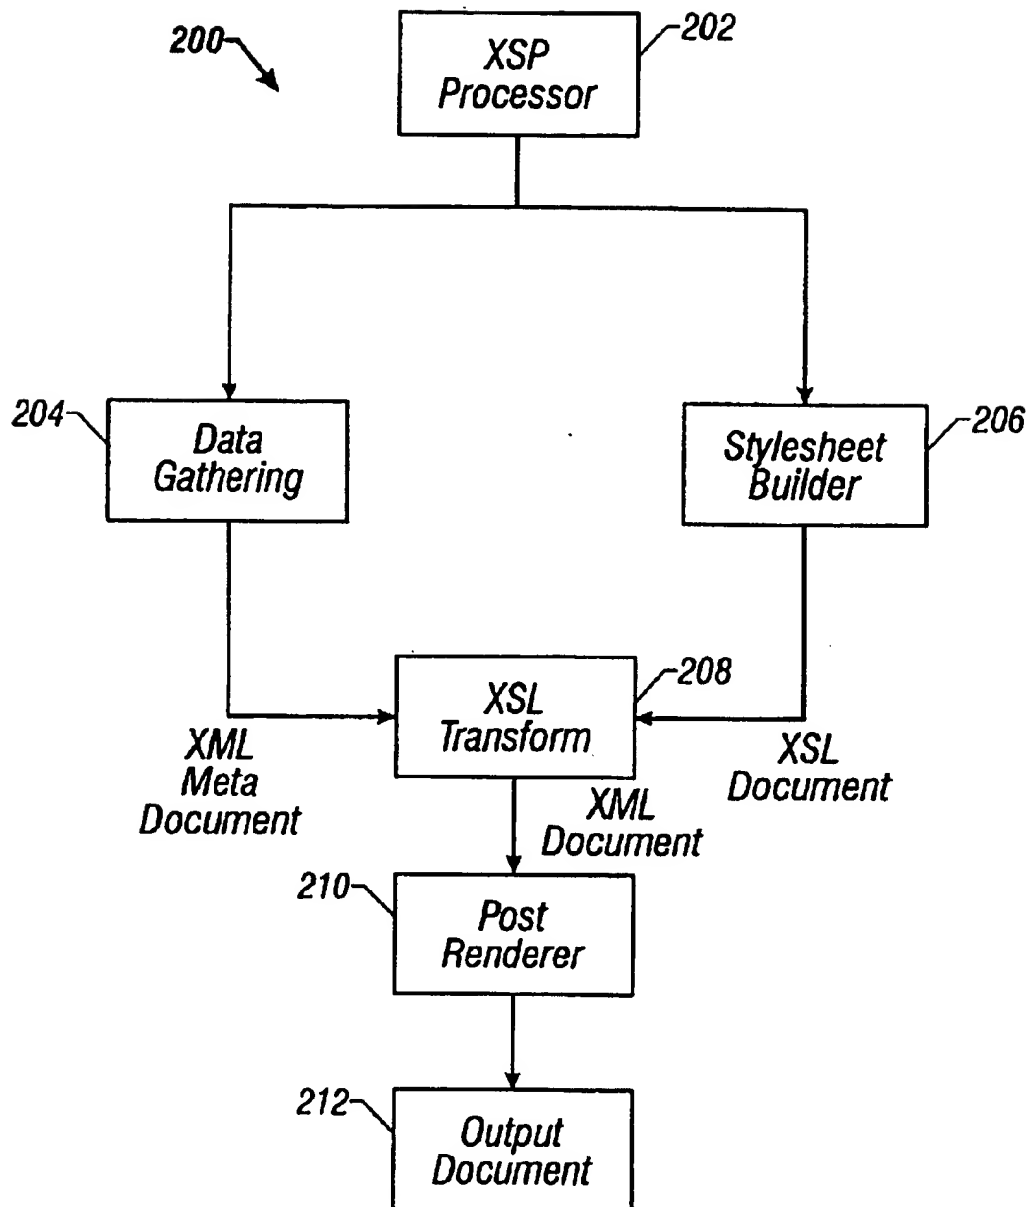 200
XSP
Processor
202
204
Data
Gathering
Stylesheet
Builder
206
XSL
Transform
208
XML
Meta
Document
XSL
Document
XML
Document
210
Post
Renderer
212
Output
Document